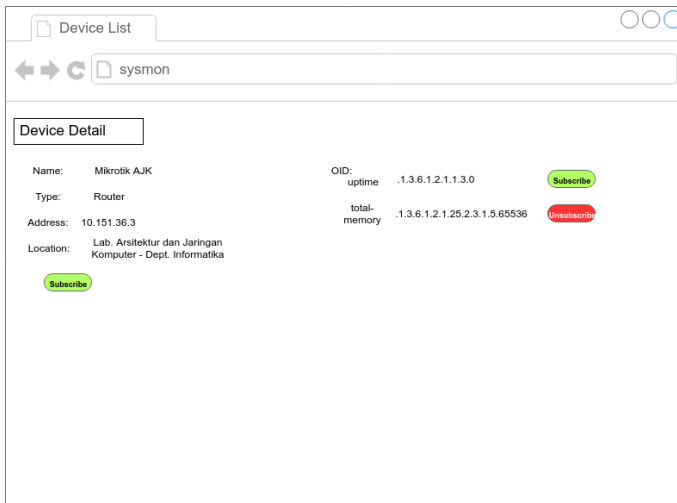 Device List
sysmon
Device Detail
Name: Mikrotik AJK
Type: Router
Address: 10.151.36.3
Location: Lab. Arsitektur dan Jaringan
Komputer - Dept. Informatika
Subscribe
OID:
uptime .1.3.6.1.2.1.1.3.0 Subscribe
total-
memory .1.3.6.1.2.1.25.2.3.1.5.65536 Unsubscribe